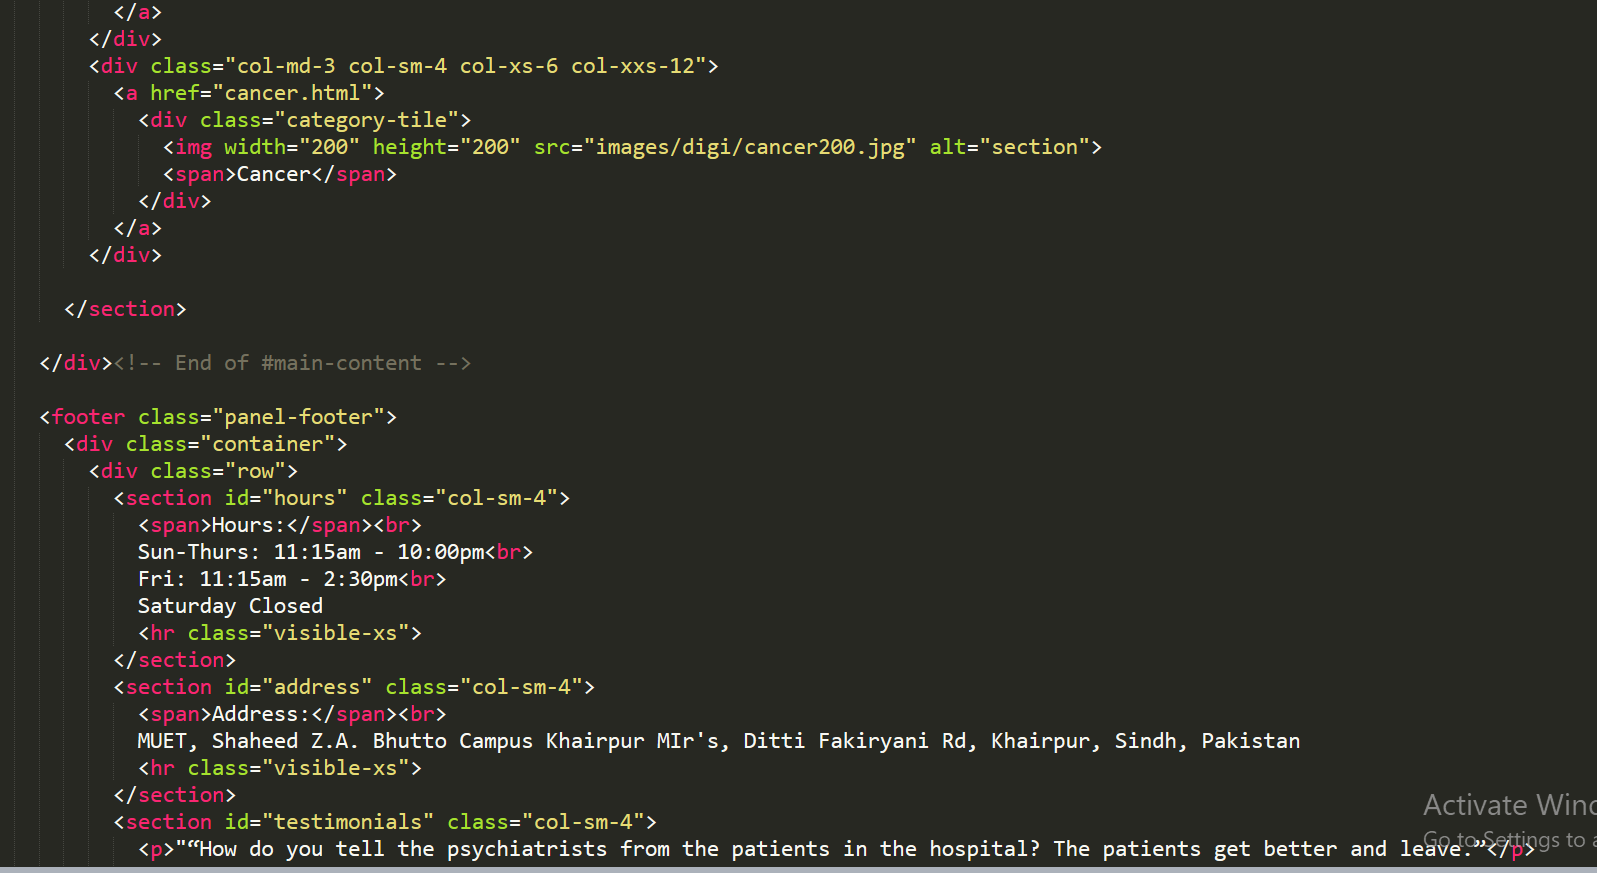 </a>
</div>
<div class="col-md-3 col-sm-4 col-xs-6 col-xxs-12">
<a href="cancer.html">
<div class="category-tile">
<img width="200" height="200" src="images/digi/cancer200.jpg" alt="section">
<span>Cancer</span>
</div>
</a>
</div>
</section>
</div><!-- End of #main-content -->
<footer class="panel-footer">
<div class="container">
<div class="row">
<section id="hours" class="col-sm-4">
<span>Hours:</span><br>
Sun-Thurs: 11:15am - 10:00pm<br>
Fri: 11:15am - 2:30pm<br>
Saturday Closed
<hr class="visible-xs">
</section>
<section id="address" class="col-sm-4">
<span>Address:</span><br>
MUET, Shaheed Z.A. Bhutto Campus Khairpur MIr's, Ditti Fakiryani Rd, Khairpur, Sindh, Pakistan
<hr class="visible-xs">
</section>
<section id="testimonials" class="col-sm-4">
<p>"“How do you tell the psychiatrists from the patients in the hospital? The patients get better and leave.”</p>
Activate Wind
Go to Settings to a